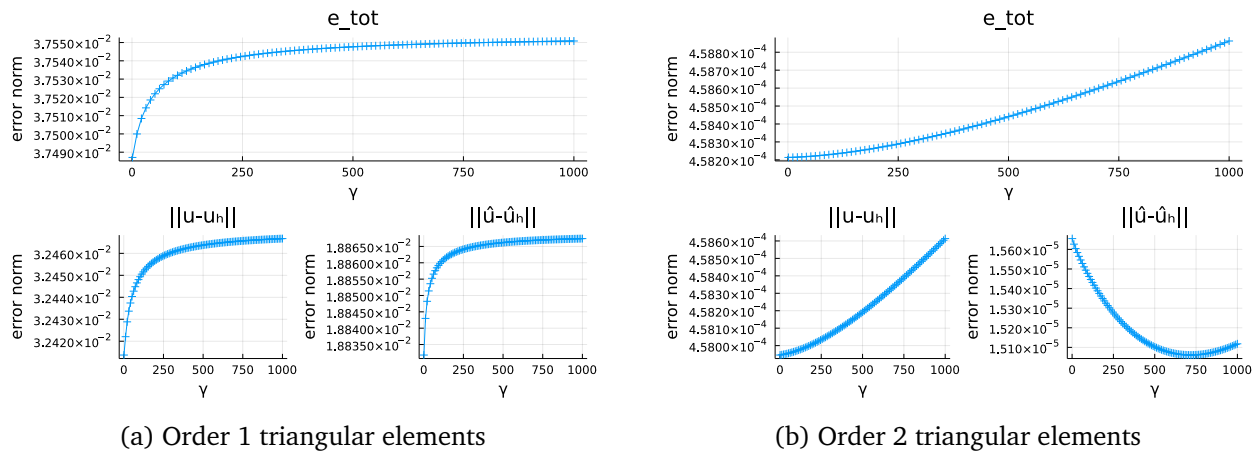 e_tot
error norm
3.7550×10⁻²
3.7540×10⁻²
3.7530×10⁻²
3.7520×10⁻²
3.7510×10⁻²
3.7500×10⁻²
3.7490×10⁻²
0 250 500 750 1000
γ
||u-uₕ||
error norm
3.2460×10⁻²
3.2450×10⁻²
3.2440×10⁻²
3.2430×10⁻²
3.2420×10⁻²
0 250 500 750 1000
γ
||û-ûₕ||
error norm
1.88650×10⁻²
1.88600×10⁻²
1.88550×10⁻²
1.88500×10⁻²
1.88450×10⁻²
1.88400×10⁻²
1.88350×10⁻²
0 250 500 750 1000
γ
(a) Order 1 triangular elements
e_tot
error norm
4.5880×10⁻⁴
4.5870×10⁻⁴
4.5860×10⁻⁴
4.5850×10⁻⁴
4.5840×10⁻⁴
4.5830×10⁻⁴
4.5820×10⁻⁴
0 250 500 750 1000
γ
||u-uₕ||
error norm
4.5860×10⁻⁴
4.5850×10⁻⁴
4.5840×10⁻⁴
4.5830×10⁻⁴
4.5820×10⁻⁴
4.5810×10⁻⁴
4.5800×10⁻⁴
0 250 500 750 1000
γ
||û-ûₕ||
error norm
1.560×10⁻⁵
1.550×10⁻⁵
1.540×10⁻⁵
1.530×10⁻⁵
1.520×10⁻⁵
1.510×10⁻⁵
0 250 500 750 1000
γ
(b) Order 2 triangular elements